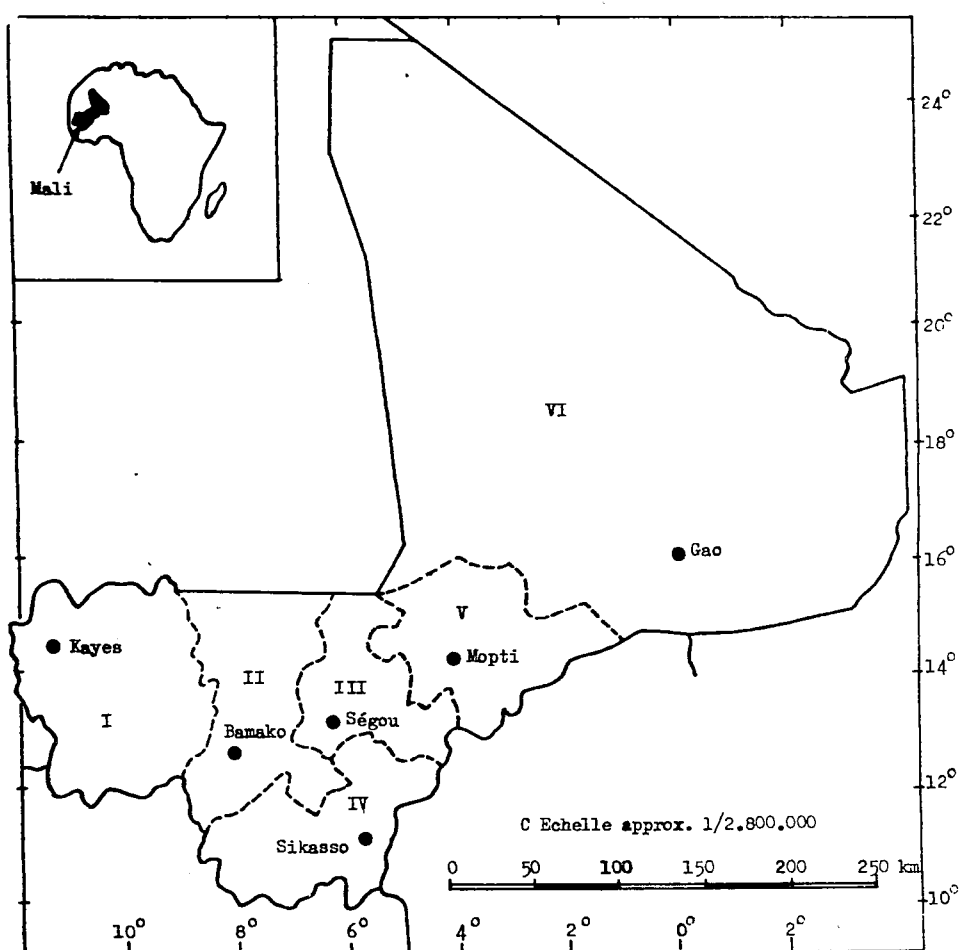 Mali
24°
22°
20°
18°
VI
Gao
16°
V
Kayes
Mopti
14°
II
III
I
Ségou
Bamako
12°
IV
C Echelle approx. 1/2.800.000
Sikasso
0 50 100 150 200 250 km
10°
10° 8° 6° 4° 2° 0° 2°